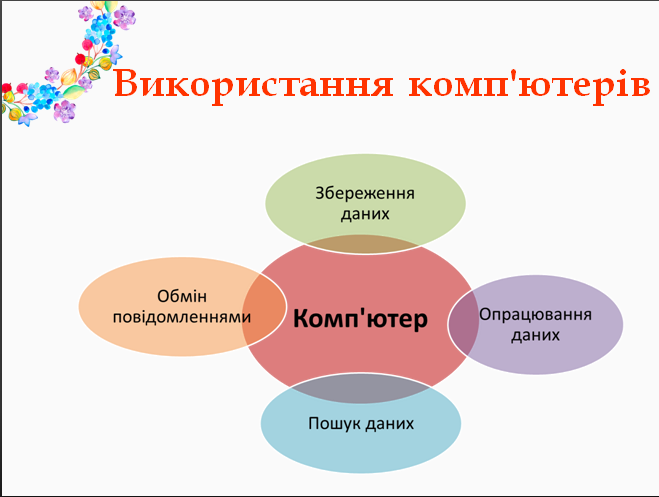 Використання комп'ютерів
Збереження
даних
Обмін
повідомленнями
Комп'ютер
Опрацювання
даних
Пошук даних